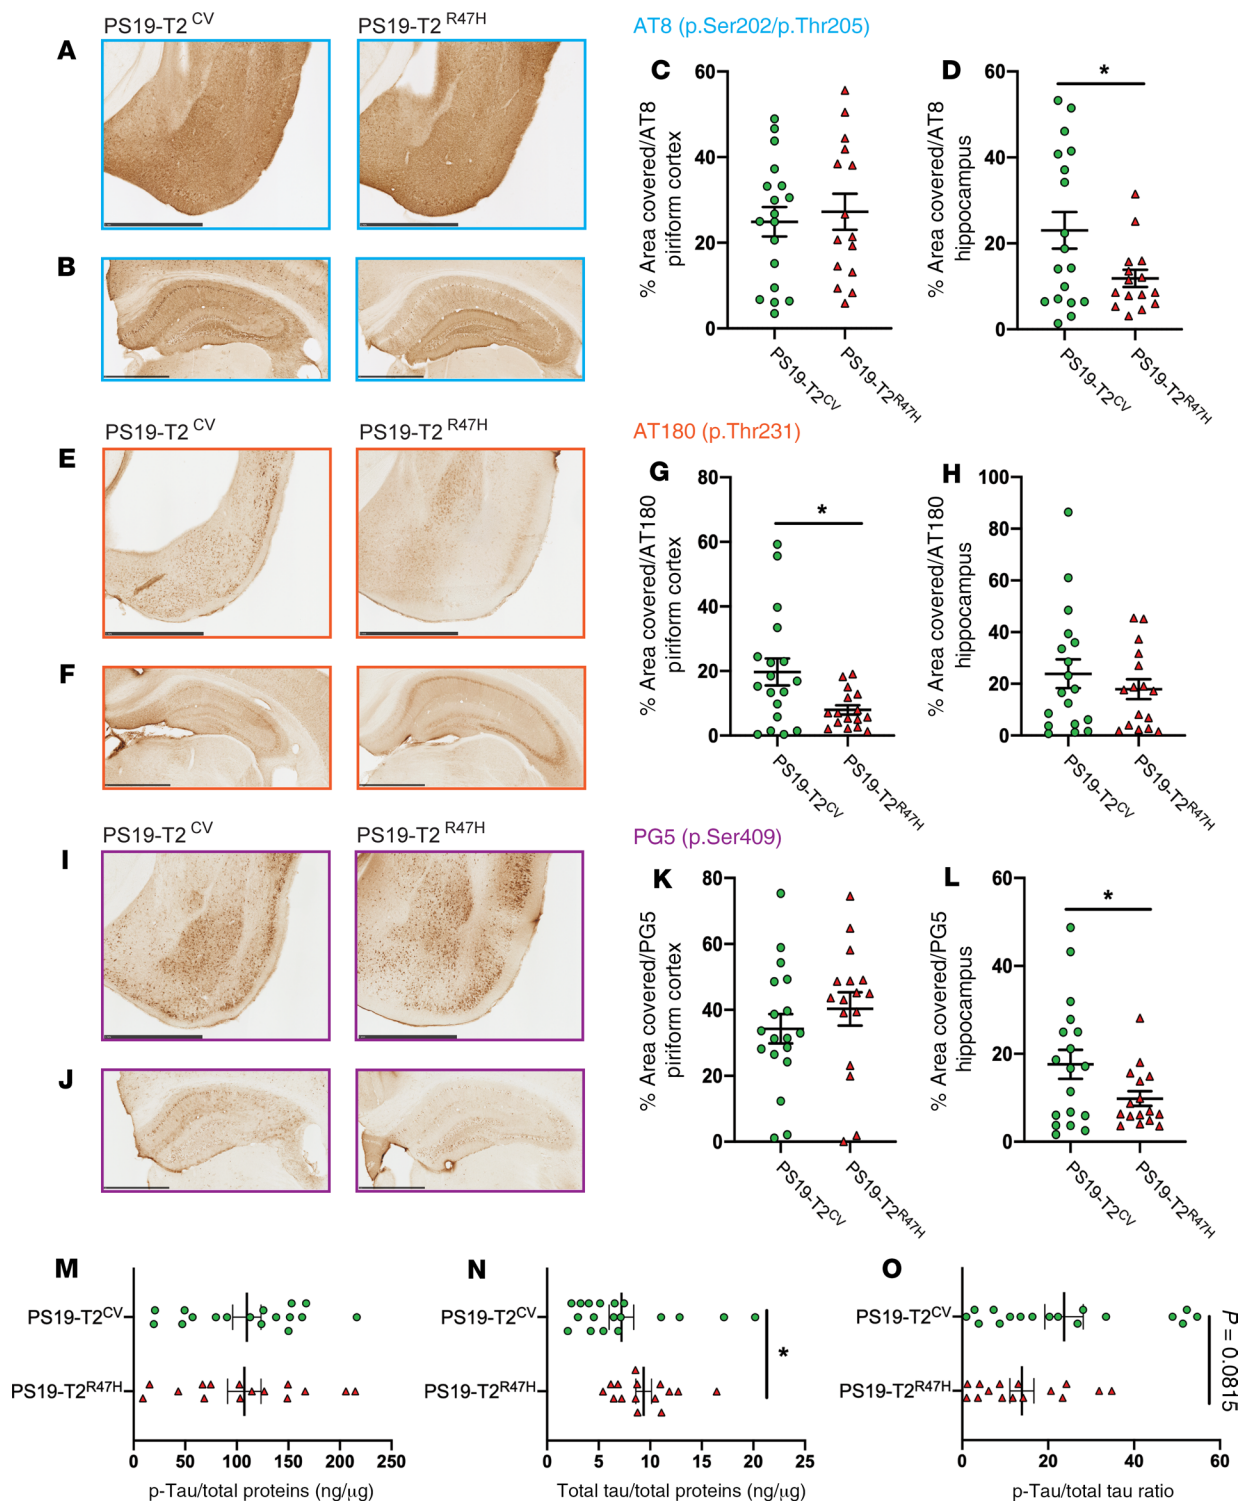 PS19-T2 CV
PS19-T2 R47H
AT8 (p.Ser202/p.Thr205)
A
B
C
60
40
20
0
% Area covered/AT8
piriform cortex
PS19-T2CV
PS19-T2R47H
D
*
60
40
20
0
% Area covered/AT8
hippocampus
PS19-T2CV
PS19-T2R47H
PS19-T2 CV
PS19-T2 R47H
AT180 (p.Thr231)
E
F
G
*
80
60
40
20
0
% Area covered/AT180
piriform cortex
PS19-T2CV
PS19-T2R47H
H
100
80
60
40
20
0
% Area covered/AT180
hippocampus
PS19-T2CV
PS19-T2R47H
PS19-T2 CV
PS19-T2 R47H
PG5 (p.Ser409)
I
J
K
80
60
40
20
0
% Area covered/PG5
piriform cortex
PS19-T2CV
PS19-T2R47H
L
*
60
40
20
0
% Area covered/PG5
hippocampus
PS19-T2CV
PS19-T2R47H
M
PS19-T2CV
PS19-T2R47H
0 50 100 150 200 250
p-Tau/total proteins (ng/μg)
N
PS19-T2CV
PS19-T2R47H
*
0 5 10 15 20 25
Total tau/total proteins (ng/μg)
O
PS19-T2CV
PS19-T2R47H
P = 0.0815
0 20 40 60
p-Tau/total tau ratio